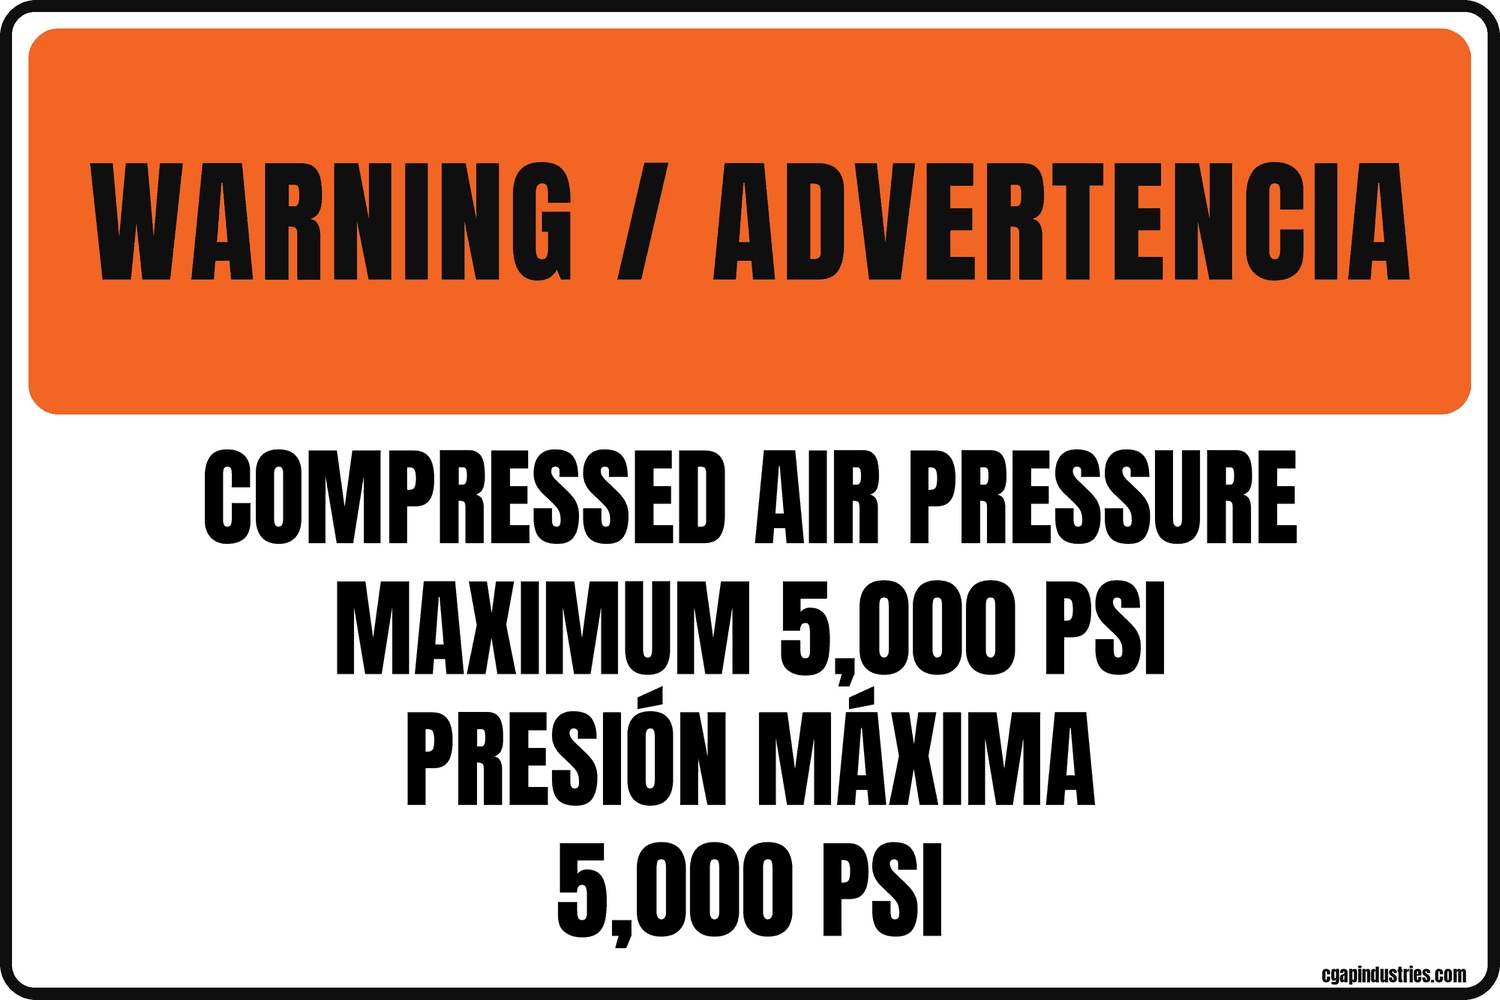 WARNING / ADVERTENCIA
COMPRESSED AIR PRESSURE
MAXIMUM 5,000 PSI
PRESIÓN MÁXIMA
5,000 PSI
cgapindustries.com